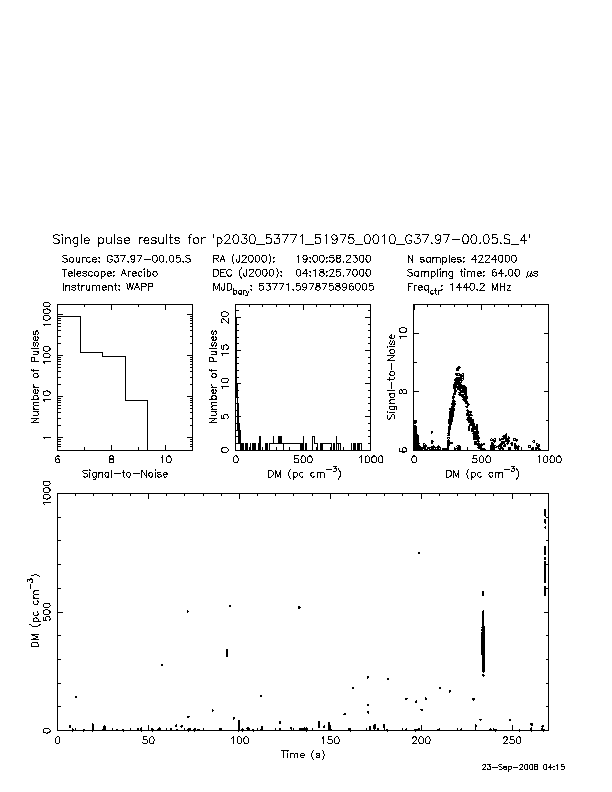 Single pulse results for 'p2030_53771_51975_0010_G37.97-00.05.S_4'
Source: G37.97-00.05.S RA (J2000): 19:00:58.2300 N samples: 4224000
Telescope: Arecibo DEC (J2000): 04:18:25.7000 Sampling time: 64.00 μs
Instrument: WAPP MJDbary: 53771.597875896005 Freqctr: 1440.2 MHz
Number of Pulses
1 10 100 1000
6 8 10
Signal-to-Noise
Number of Pulses
0 5 10 15 20
0 500 1000
DM (pc cm-3)
Signal-to-Noise
6 8 10
0 500 1000
DM (pc cm-3)
DM (pc cm-3)
0 500 1000
0 50 100 150 200 250
Time (s)
23-Sep-2008 04:15